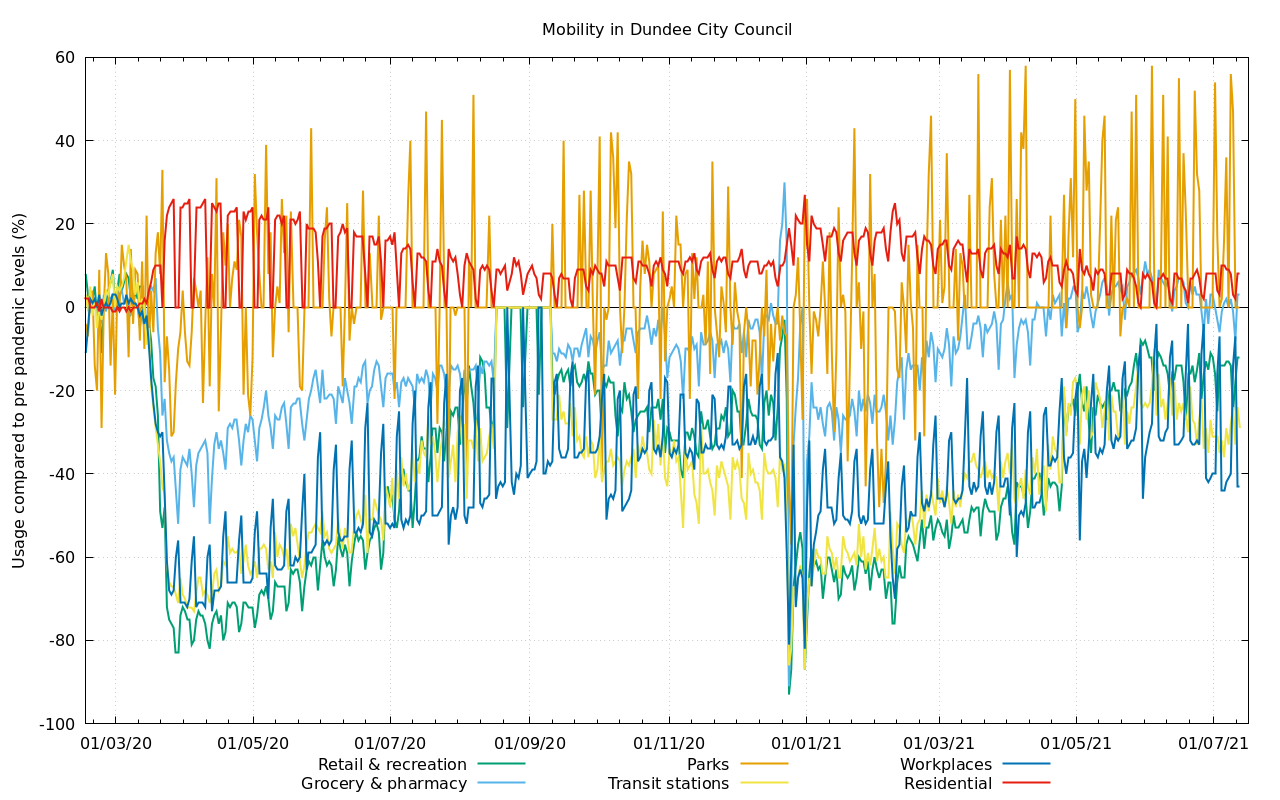 Mobility in Dundee City Council
Usage compared to pre pandemic levels (%)
60
40
20
0
-20
-40
-60
-80
-100
01/03/20 01/05/20 01/07/20 01/09/20 01/11/20 01/01/21 01/03/21 01/05/21 01/07/21
Retail & recreation Parks Workplaces
Grocery & pharmacy Transit stations Residential